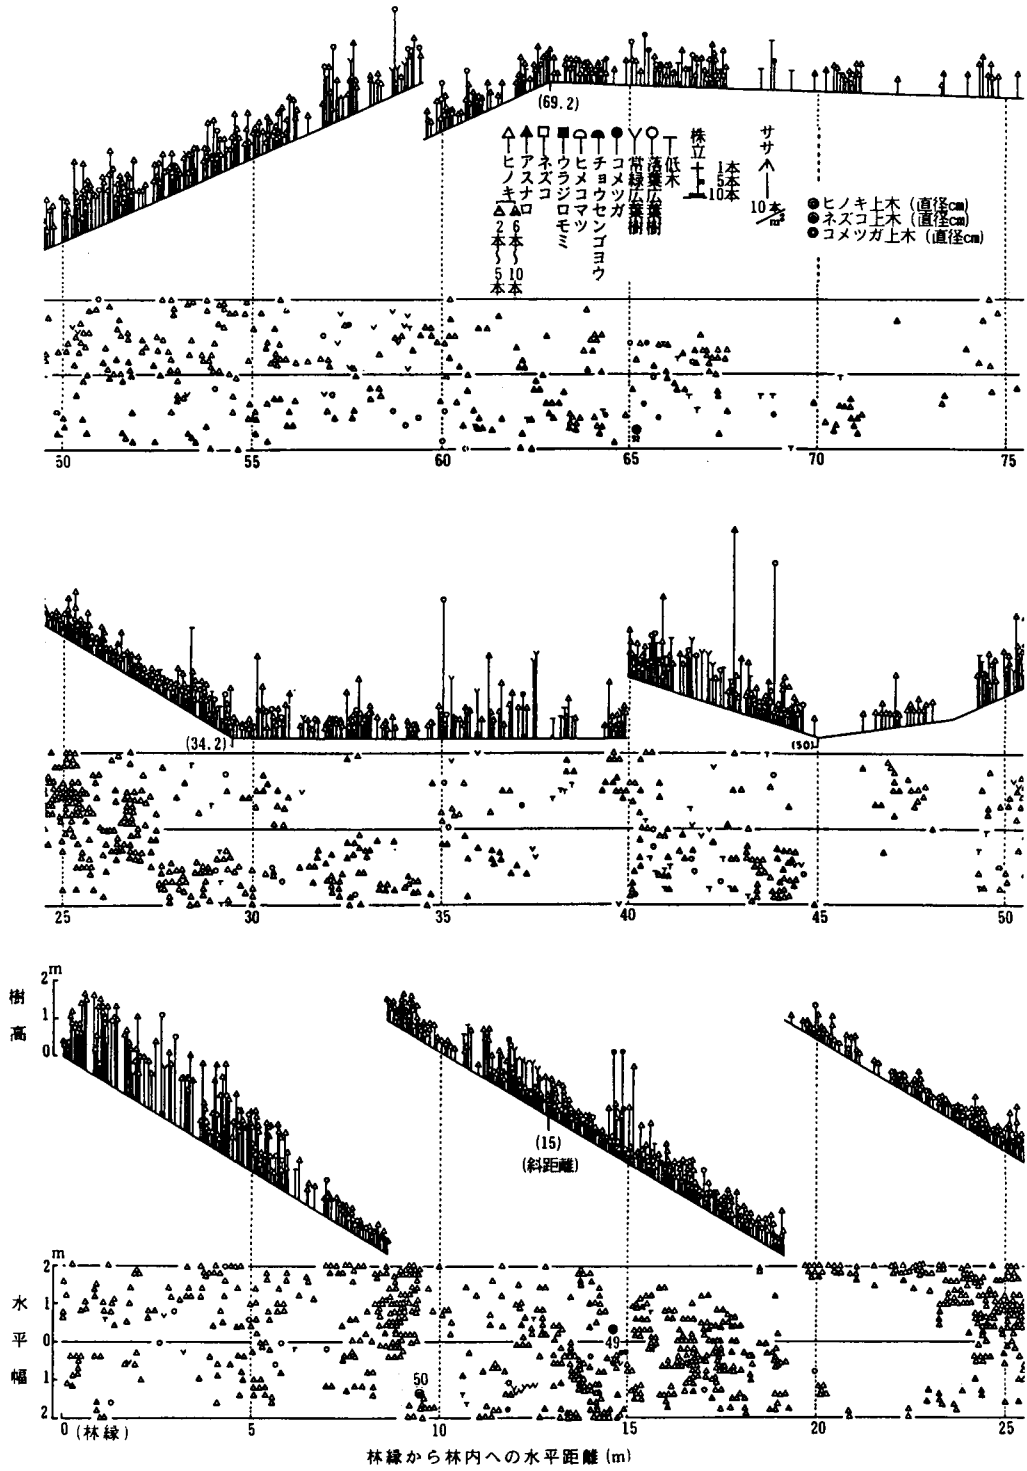 (69.2)
ヒノキ
アスナロ
ネズコ
ウラジロモミ
ヒメコマツ
チョウセンゴヨウ
コメツガ
常緑広葉樹
落葉広葉樹
低木
2本〜5本
6本〜10本
株立
1本
5本
10本
ササ
10本/m²
ヒノキ上木 (直径cm)
ネズコ上木 (直径cm)
コメツガ上木 (直径cm)
50 55 60 65 70 75
(34.2)
(50)
25 30 35 40 45 50
樹高
m
2
1
0
(15)
(斜距離)
水平幅
m
2
1
0
1
2
50
49
0 (林縁) 5 10 15 20 25
林縁から林内への水平距離 (m)